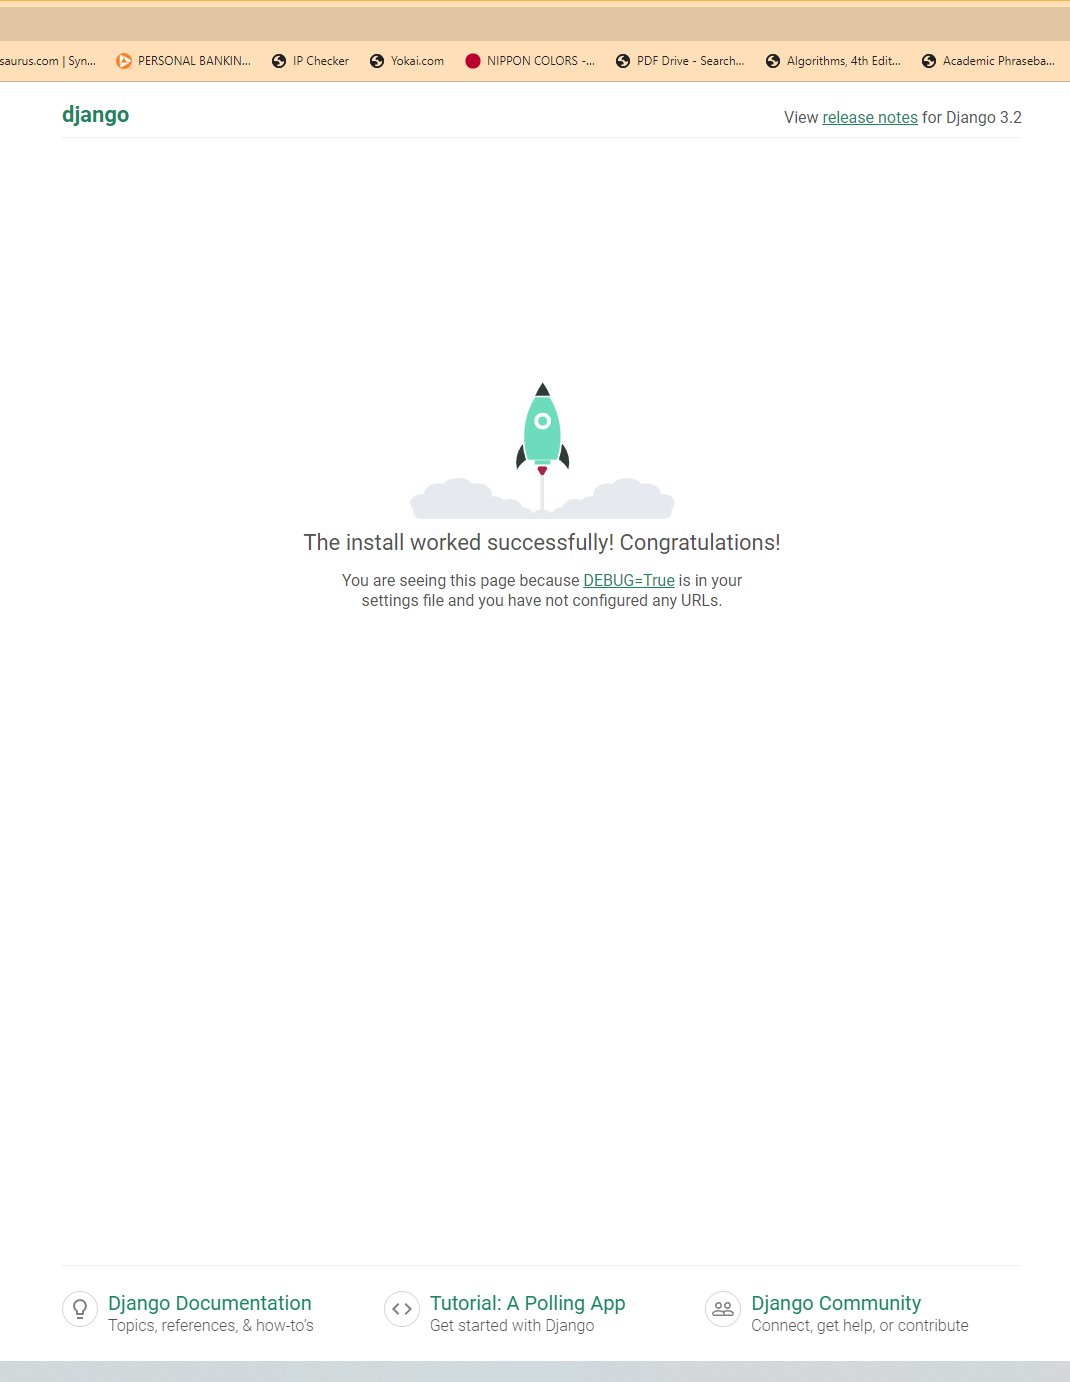 saurus.com | Syn... PERSONAL BANKIN... IP Checker Yokai.com NIPPON COLORS -... PDF Drive - Search... Algorithms, 4th Edit... Academic Phraseba...
django View release notes for Django 3.2
The install worked successfully! Congratulations!
You are seeing this page because DEBUG=True is in your
settings file and you have not configured any URLs.
Django Documentation Tutorial: A Polling App Django Community
Topics, references, & how-to’s Get started with Django Connect, get help, or contribute